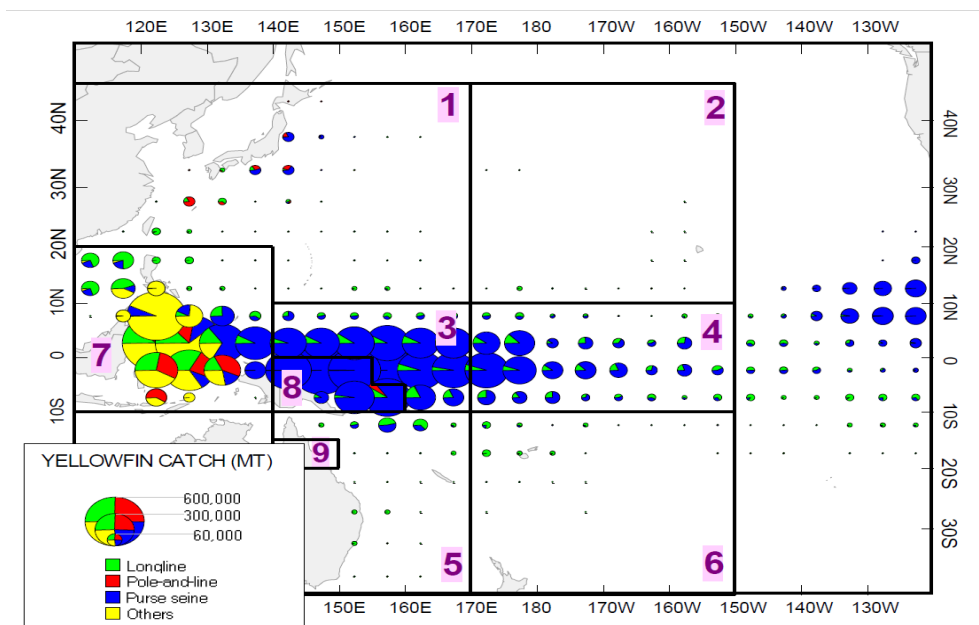 120E 130E 140E 150E 160E 170E 180 170W 160W 150W 140W 130W
1 2
40N 40N
30N 30N
20N 20N
10N 10N
3 4
0 0
7 8
10S 10S
9
20S
30S
5 6
YELLOWFIN CATCH (MT)
600,000
300,000
60,000
Longline
Pole-and-line
Purse seine
Others
150E 160E 170E 180 170W 160W 150W 140W 130W